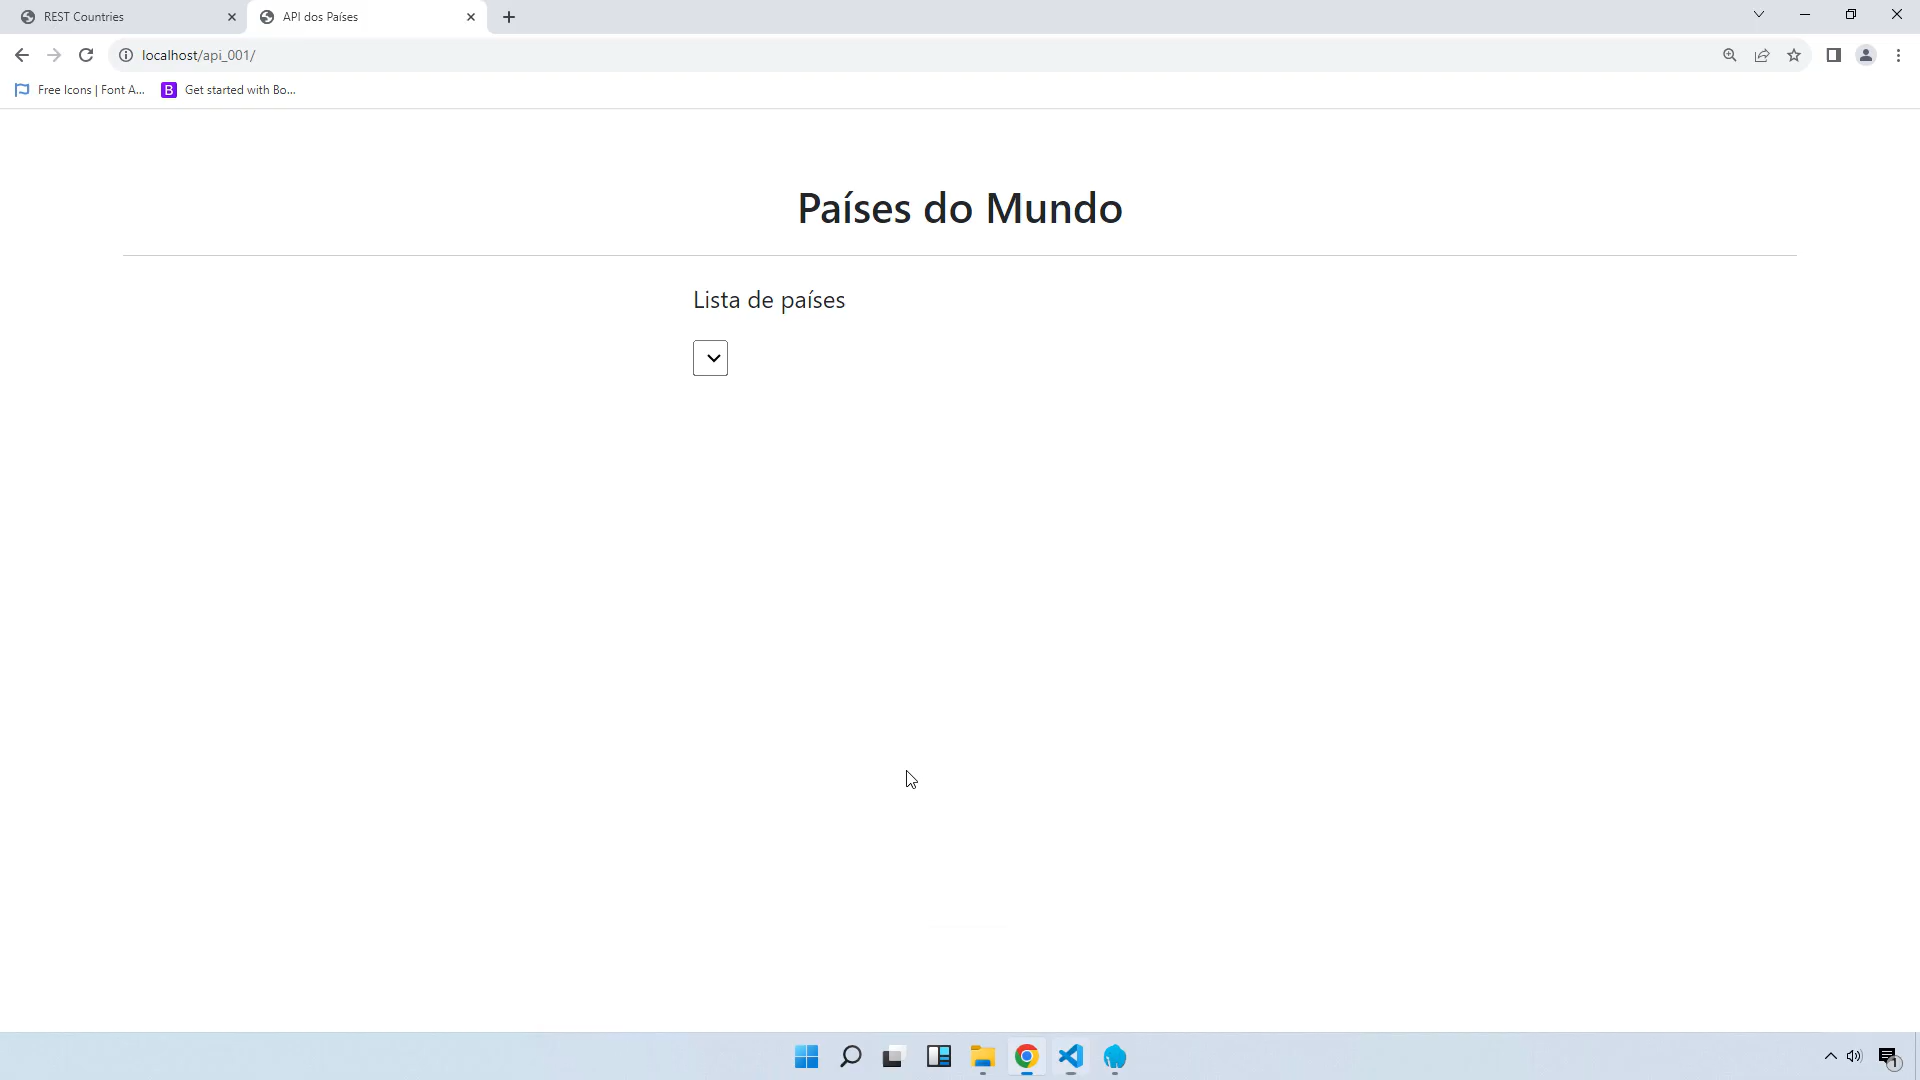 REST Countries
API dos Países
localhost/api_001/
Free Icons | Font A...
B Get started with Bo...
Países do Mundo
Lista de países
1